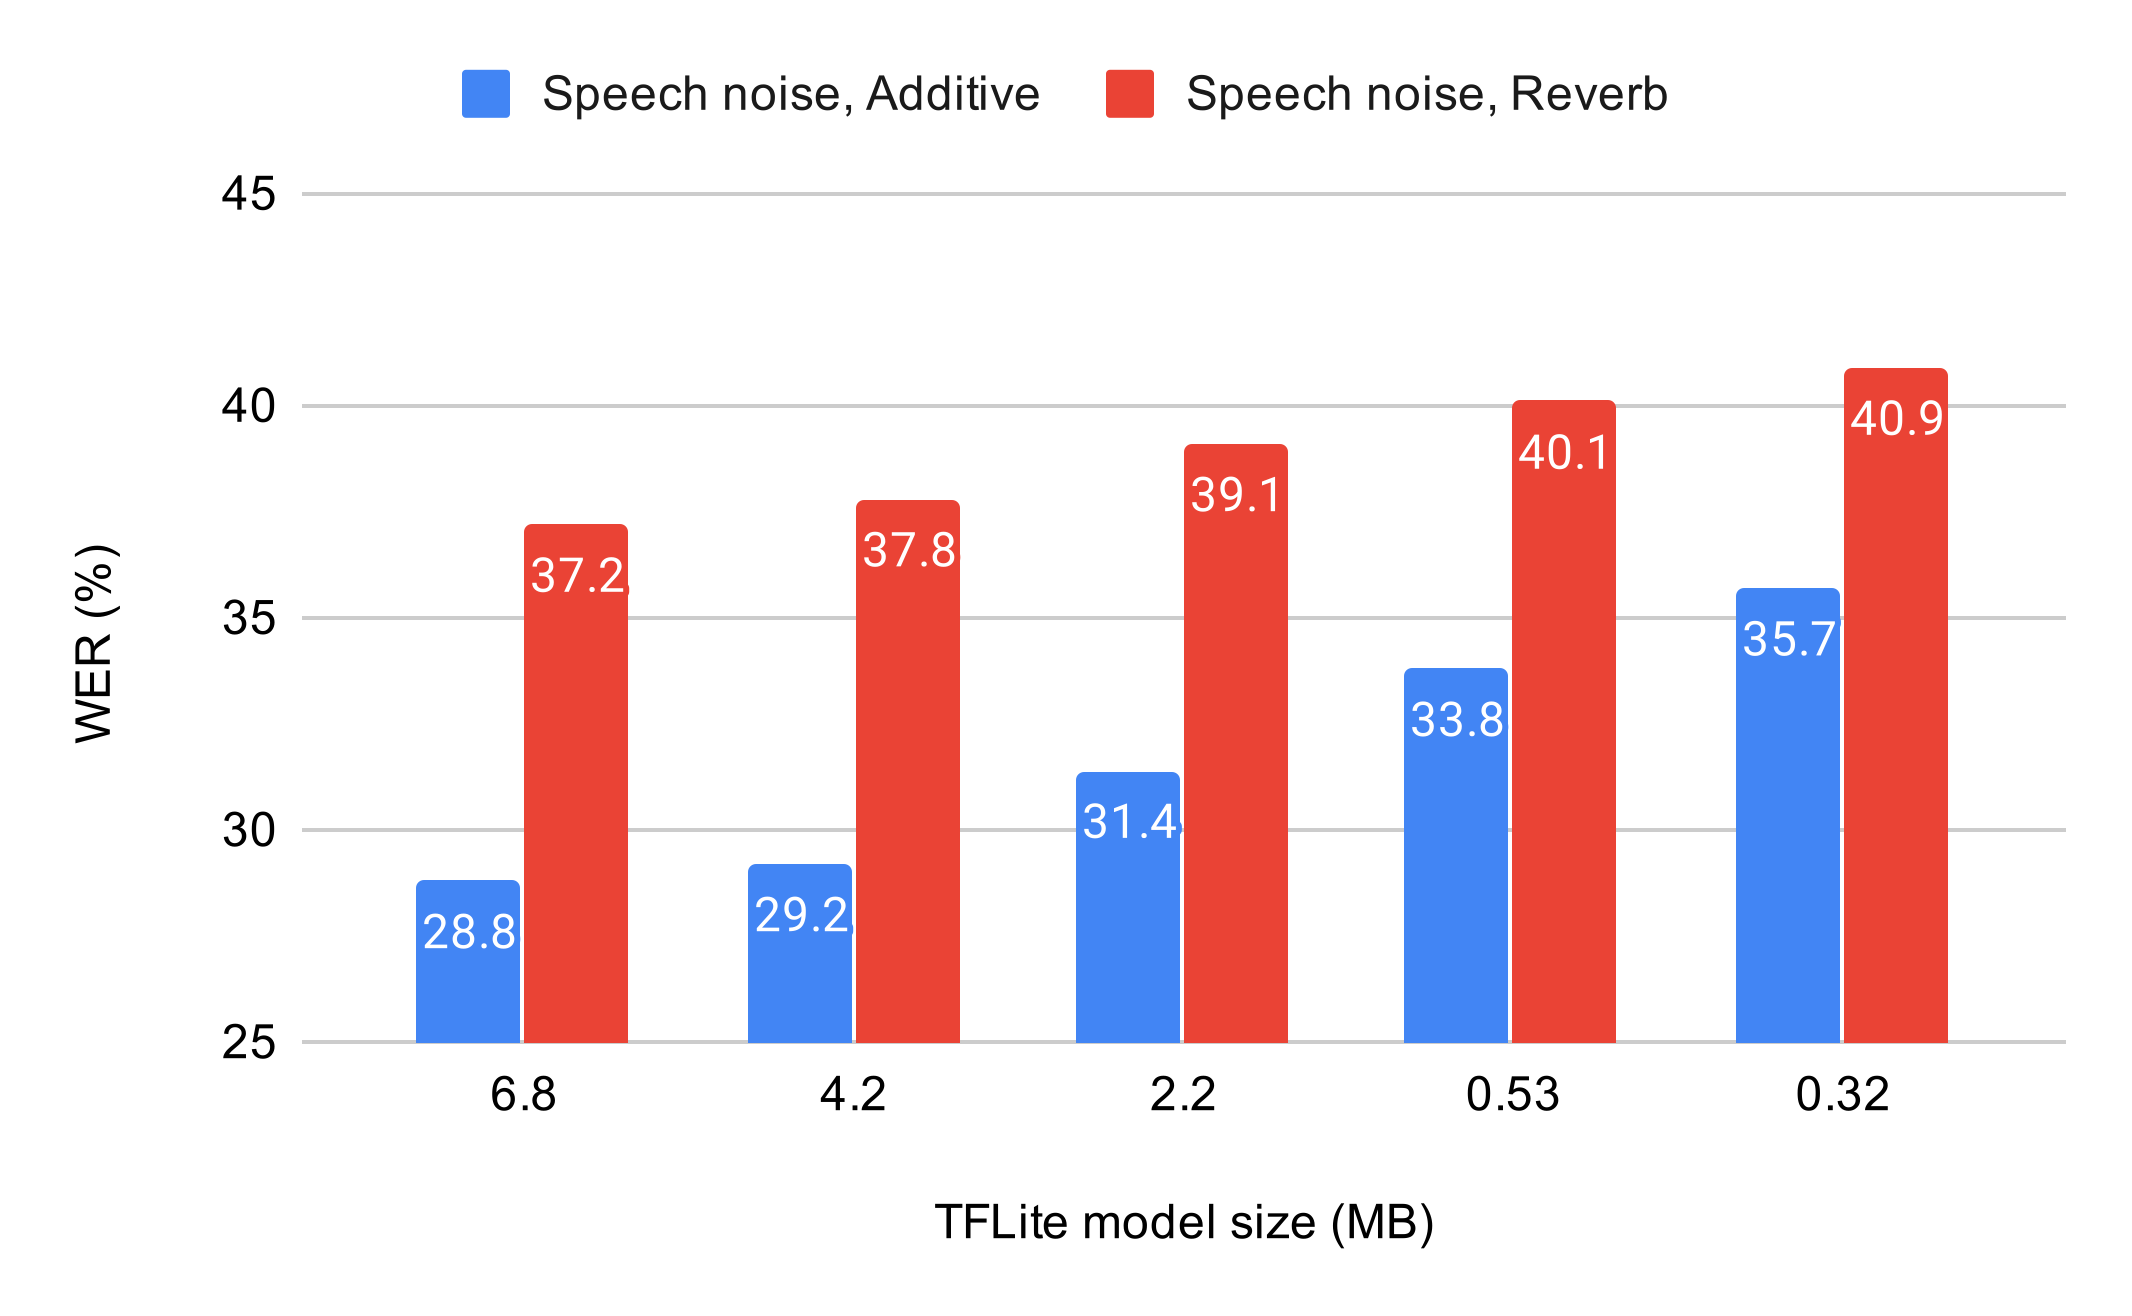 Speech noise, Additive Speech noise, Reverb
45
40
35
30
25
WER (%)
28.8 37.2 29.2 37.8 31.4 39.1 33.8 40.1 35.7 40.9
6.8 4.2 2.2 0.53 0.32
TFLite model size (MB)